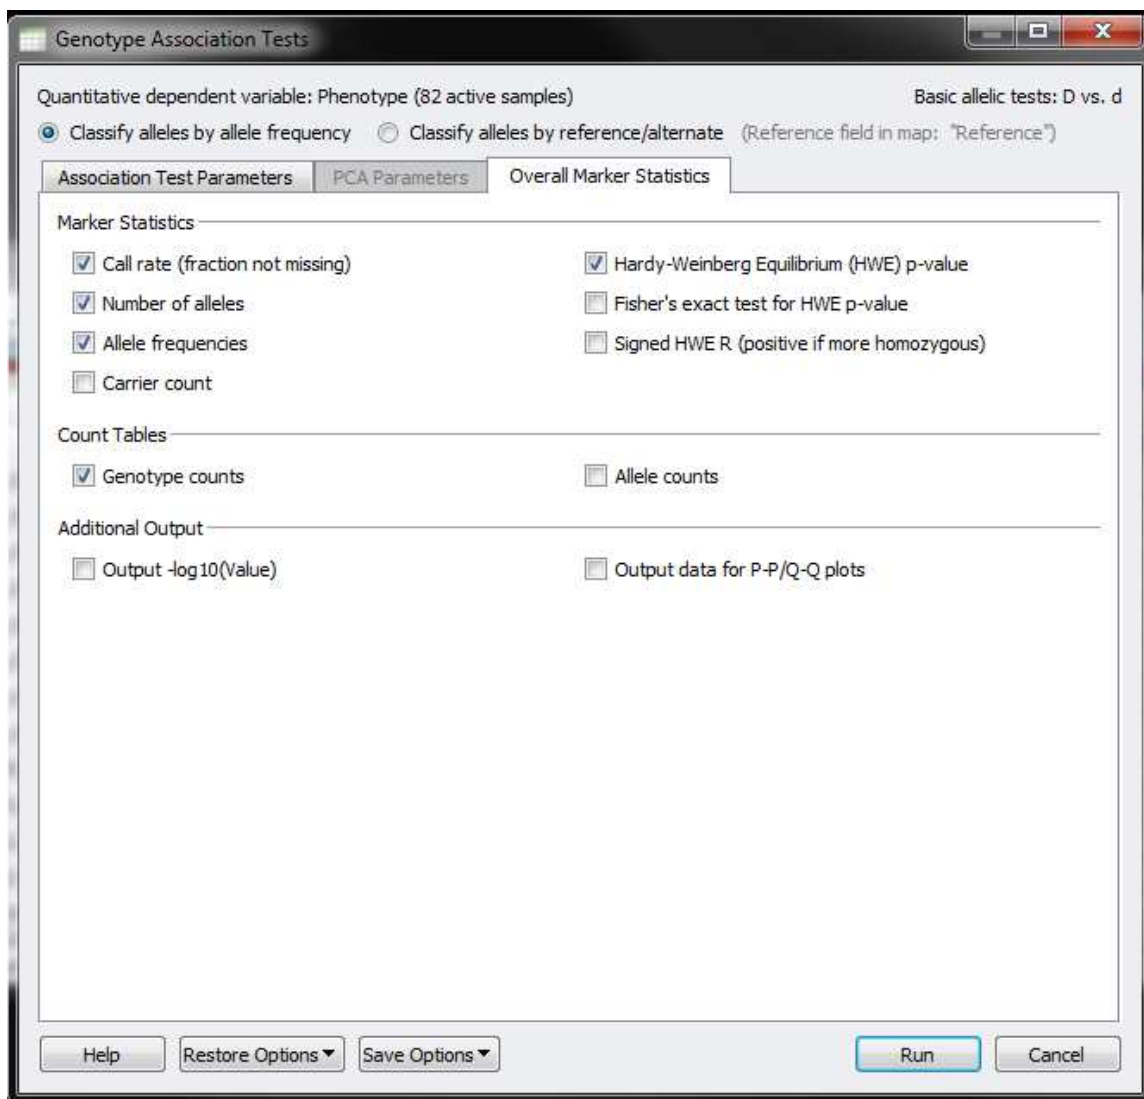 Genotype Association Tests
Quantitative dependent variable: Phenotype (82 active samples) Basic allelic tests: D vs. d
Classify alleles by allele frequency Classify alleles by reference/alternate (Reference field in map: "Reference")
Association Test Parameters PCA Parameters Overall Marker Statistics
Marker Statistics
Call rate (fraction not missing) Hardy-Weinberg Equilibrium (HWE) p-value
Number of alleles Fisher's exact test for HWE p-value
Allele frequencies Signed HWE R (positive if more homozygous)
Carrier count
Count Tables
Genotype counts Allele counts
Additional Output
Output -log10(Value) Output data for P-P/Q-Q plots
Help Restore Options Save Options Run Cancel